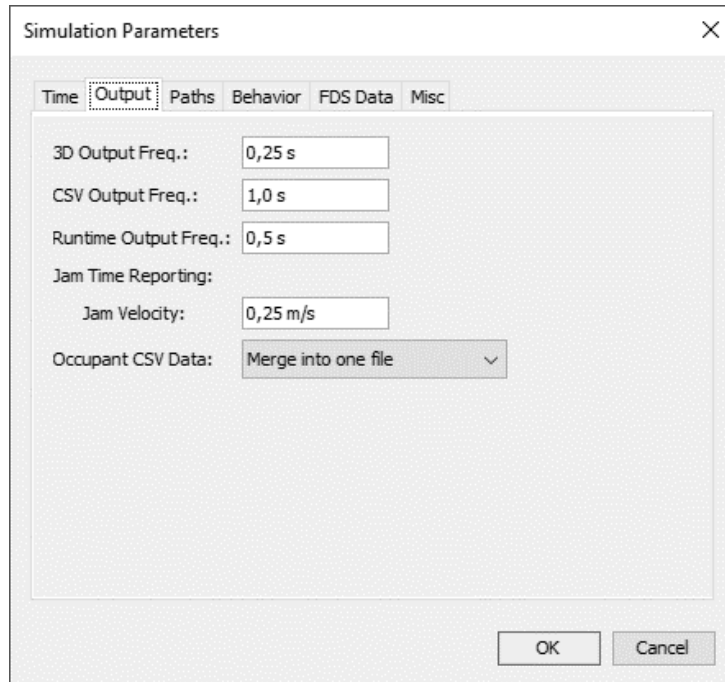 Simulation Parameters
Time Output Paths Behavior FDS Data Misc
3D Output Freq.: 0,25 s
CSV Output Freq.: 1,0 s
Runtime Output Freq.: 0,5 s
Jam Time Reporting:
Jam Velocity: 0,25 m/s
Occupant CSV Data: Merge into one file
OK Cancel